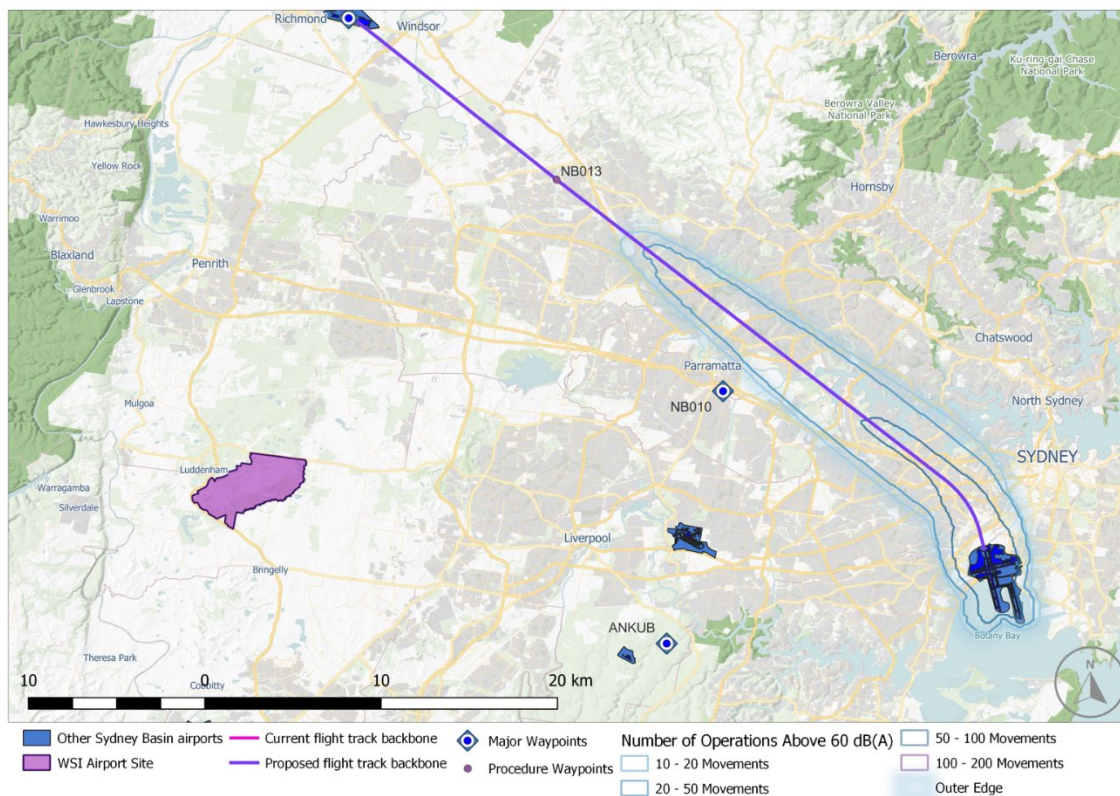 Richmond
Windsor
Berowra
Ku-ring-gai Chase
National Park
Berowra Valley
National Park
Hawkesbury Heights
Yellow Rock
NB013
Hornsby
Warrimoo
Blaxland
Penrith
Glenbrook
Lapstone
Chatswood
Parramatta
NB010
North Sydney
Mulgoa
SYDNEY
Luddenham
Warragamba
Silverdale
Liverpool
Bringelly
ANKUB
Botany Bay
Theresa Park
N
Cobbitty
10 0 10 20 km
Other Sydney Basin airports
WSI Airport Site
Current flight track backbone
Proposed flight track backbone
Major Waypoints
Procedure Waypoints
Number of Operations Above 60 dB(A)
10 - 20 Movements
20 - 50 Movements
50 - 100 Movements
100 - 200 Movements
Outer Edge